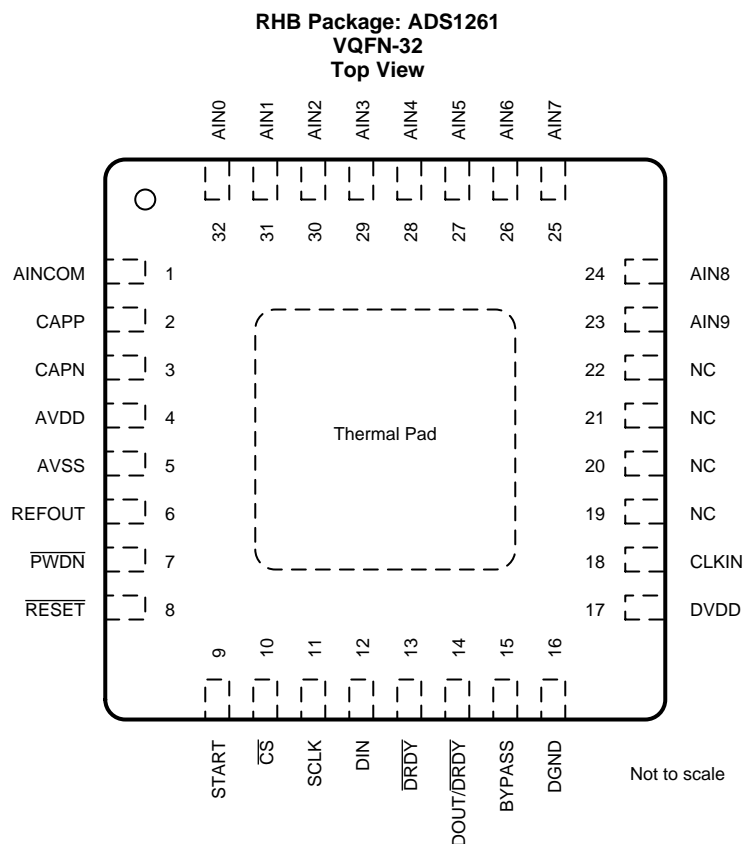 RHB Package: ADS1261
VQFN-32
Top View
AIN0
AIN1
AIN2
AIN3
AIN4
AIN5
AIN6
AIN7
32
31
30
29
28
27
26
25
AINCOM 1
CAPP 2
CAPN 3
AVDD 4
AVSS 5
REFOUT 6
PWDN 7
RESET 8
Thermal Pad
24 AIN8
23 AIN9
22 NC
21 NC
20 NC
19 NC
18 CLKIN
17 DVDD
9
10
11
12
13
14
15
16
START
CS
SCLK
DIN
DRDY
DOUT/DRDY
BYPASS
DGND
Not to scale